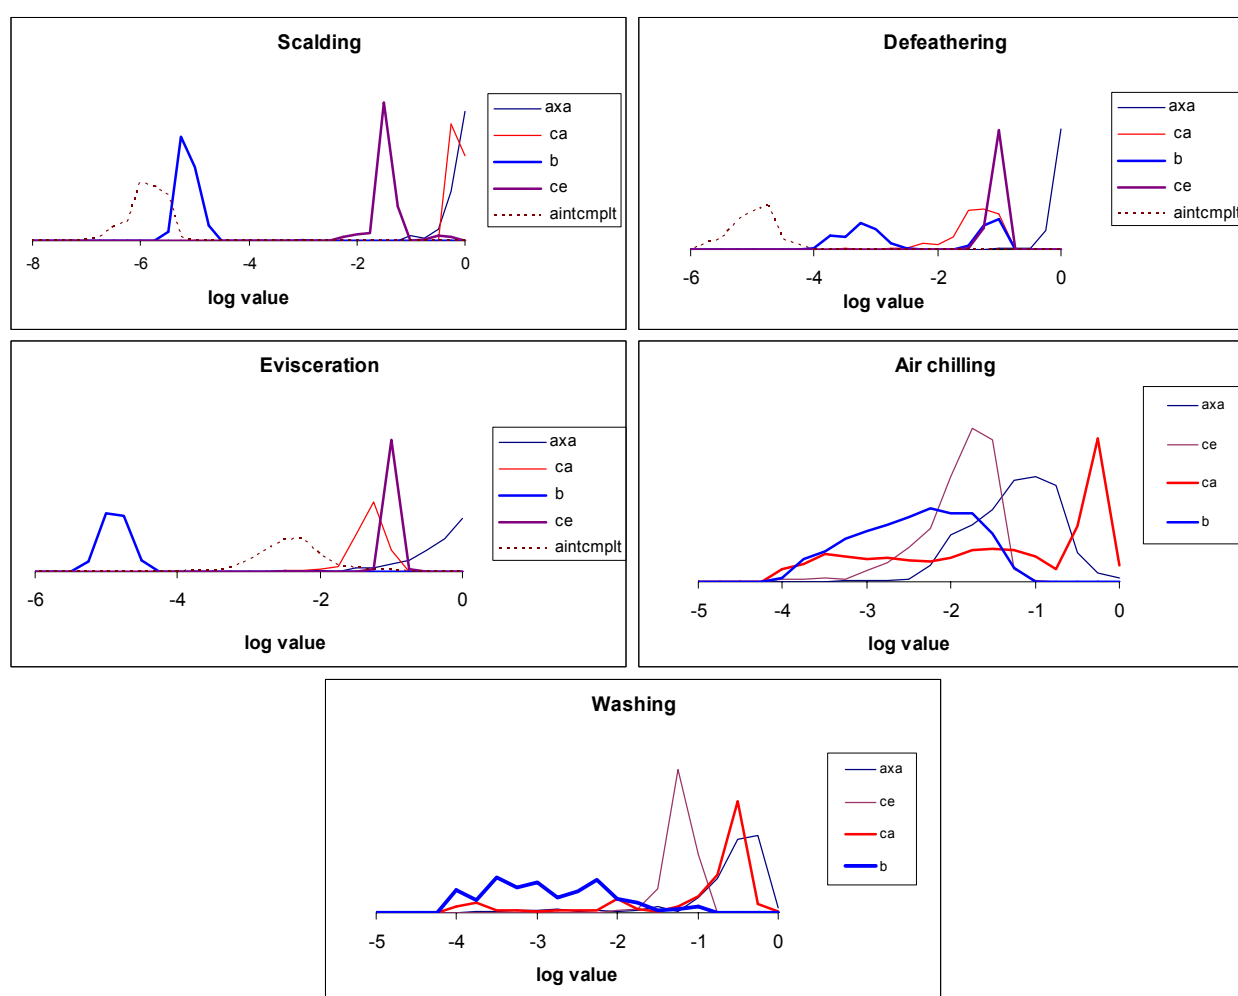 Scalding
axa
ca
b
ce
aintcmplt
-8 -6 -4 -2 0
log value
Defeathering
axa
ca
b
ce
aintcmplt
-6 -4 -2 0
log value
Evisceration
axa
ca
b
ce
aintcmplt
-6 -4 -2 0
log value
Air chilling
axa
ce
ca
b
-5 -4 -3 -2 -1 0
log value
Washing
axa
ce
ca
b
-5 -4 -3 -2 -1 0
log value